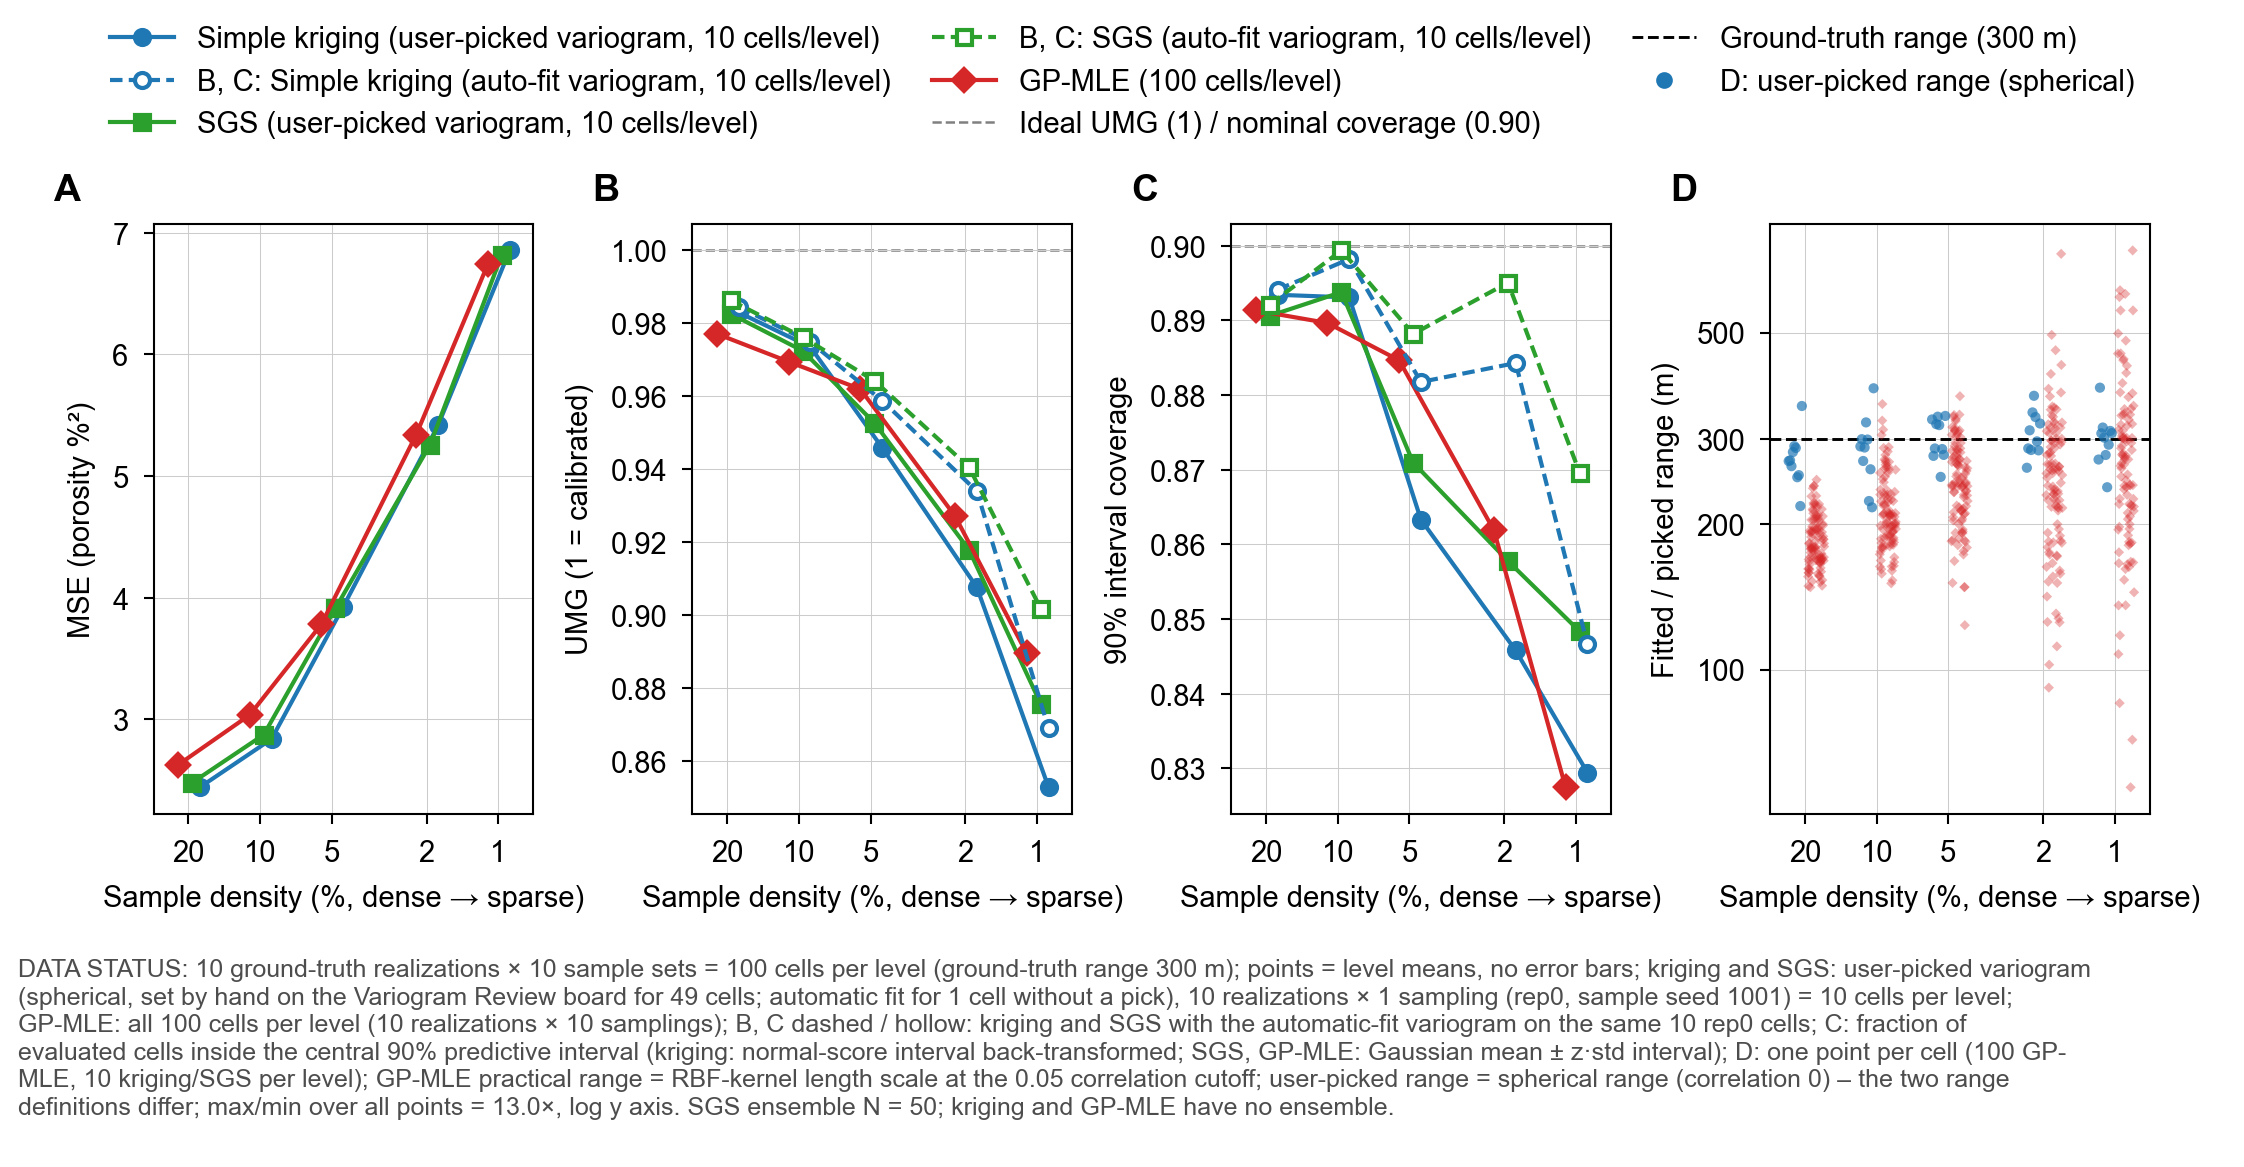 Simple kriging (user-picked variogram, 10 cells/level)
B, C: Simple kriging (auto-fit variogram, 10 cells/level)
SGS (user-picked variogram, 10 cells/level)
B, C: SGS (auto-fit variogram, 10 cells/level)
GP-MLE (100 cells/level)
Ideal UMG (1) / nominal coverage (0.90)
Ground-truth range (300 m)
D: user-picked range (spherical)
A
MSE (porosity %²)
7
6
5
4
3
20 10 5 2 1
Sample density (%, dense → sparse)
B
UMG (1 = calibrated)
1.00
0.98
0.96
0.94
0.92
0.90
0.88
0.86
20 10 5 2 1
Sample density (%, dense → sparse)
C
90% interval coverage
0.90
0.89
0.88
0.87
0.86
0.85
0.84
0.83
20 10 5 2 1
Sample density (%, dense → sparse)
D
Fitted / picked range (m)
500
300
200
100
20 10 5 2 1
Sample density (%, dense → sparse)
DATA STATUS: 10 ground-truth realizations × 10 sample sets = 100 cells per level (ground-truth range 300 m); points = level means, no error bars; kriging and SGS: user-picked variogram
(spherical, set by hand on the Variogram Review board for 49 cells; automatic fit for 1 cell without a pick), 10 realizations × 1 sampling (rep0, sample seed 1001) = 10 cells per level;
GP-MLE: all 100 cells per level (10 realizations × 10 samplings); B, C dashed / hollow: kriging and SGS with the automatic-fit variogram on the same 10 rep0 cells; C: fraction of
evaluated cells inside the central 90% predictive interval (kriging: normal-score interval back-transformed; SGS, GP-MLE: Gaussian mean ± z·std interval); D: one point per cell (100 GP-
MLE, 10 kriging/SGS per level); GP-MLE practical range = RBF-kernel length scale at the 0.05 correlation cutoff; user-picked range = spherical range (correlation 0) – the two range
definitions differ; max/min over all points = 13.0×, log y axis. SGS ensemble N = 50; kriging and GP-MLE have no ensemble.